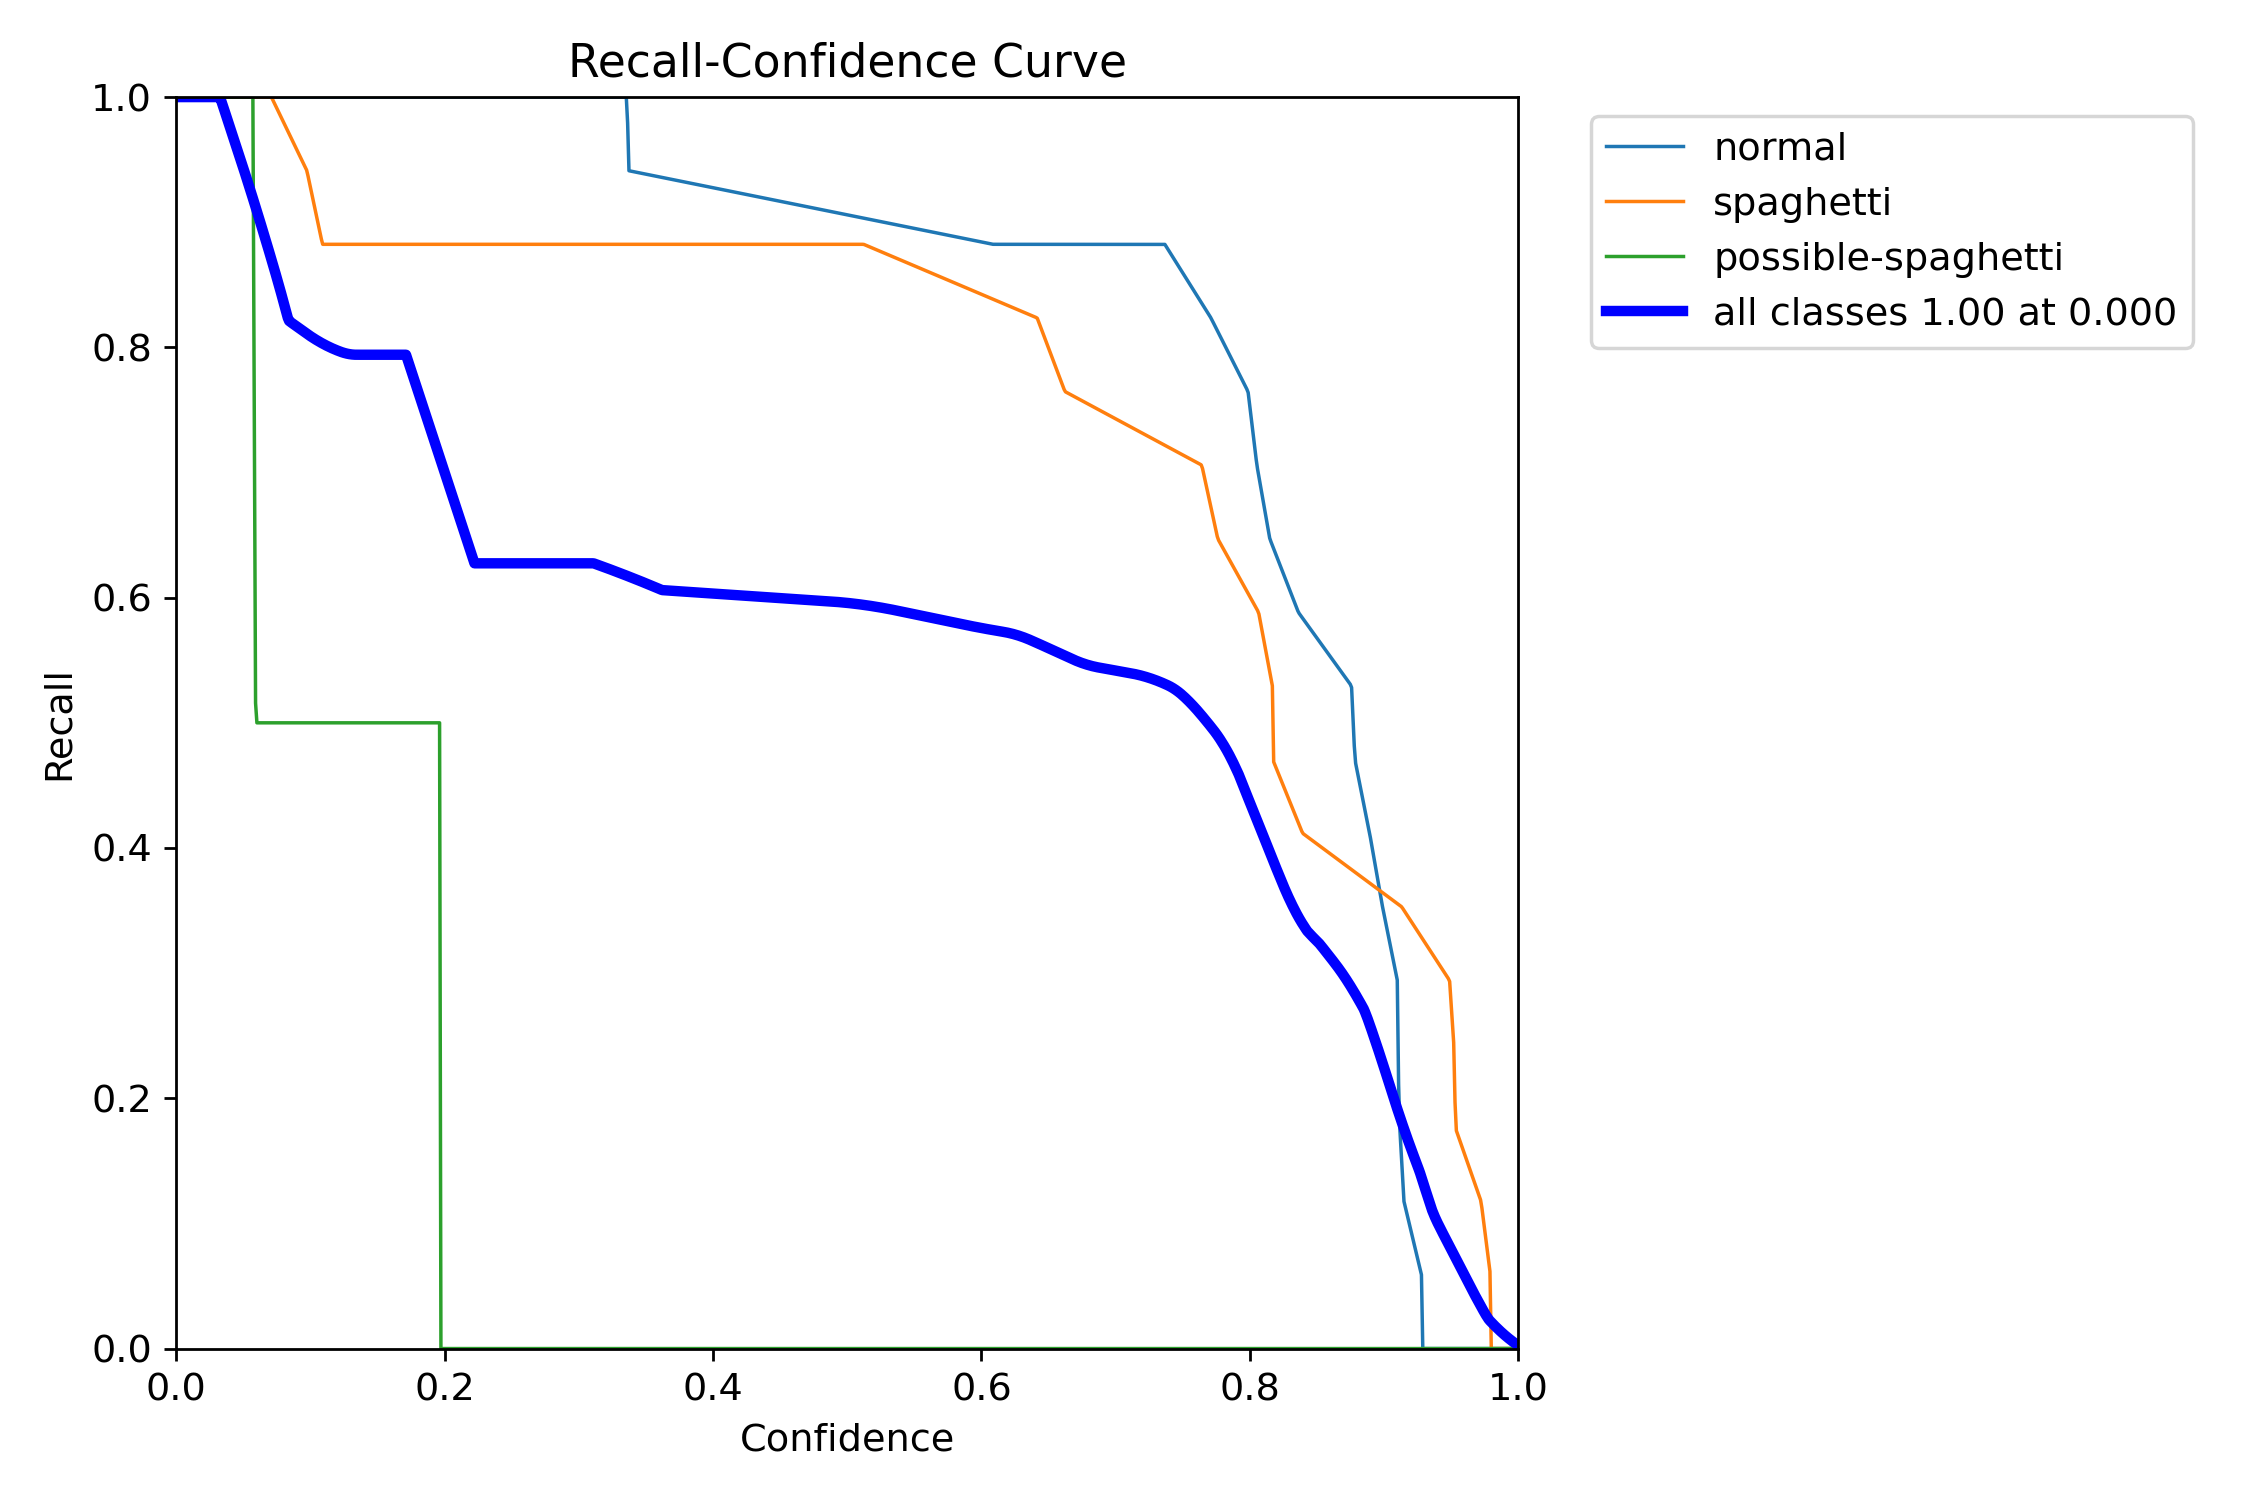 Recall-Confidence Curve
1.0
0.8
0.6
0.4
0.2
0.0
Recall
0.0 0.2 0.4 0.6 0.8 1.0
Confidence
normal
spaghetti
possible-spaghetti
all classes 1.00 at 0.000